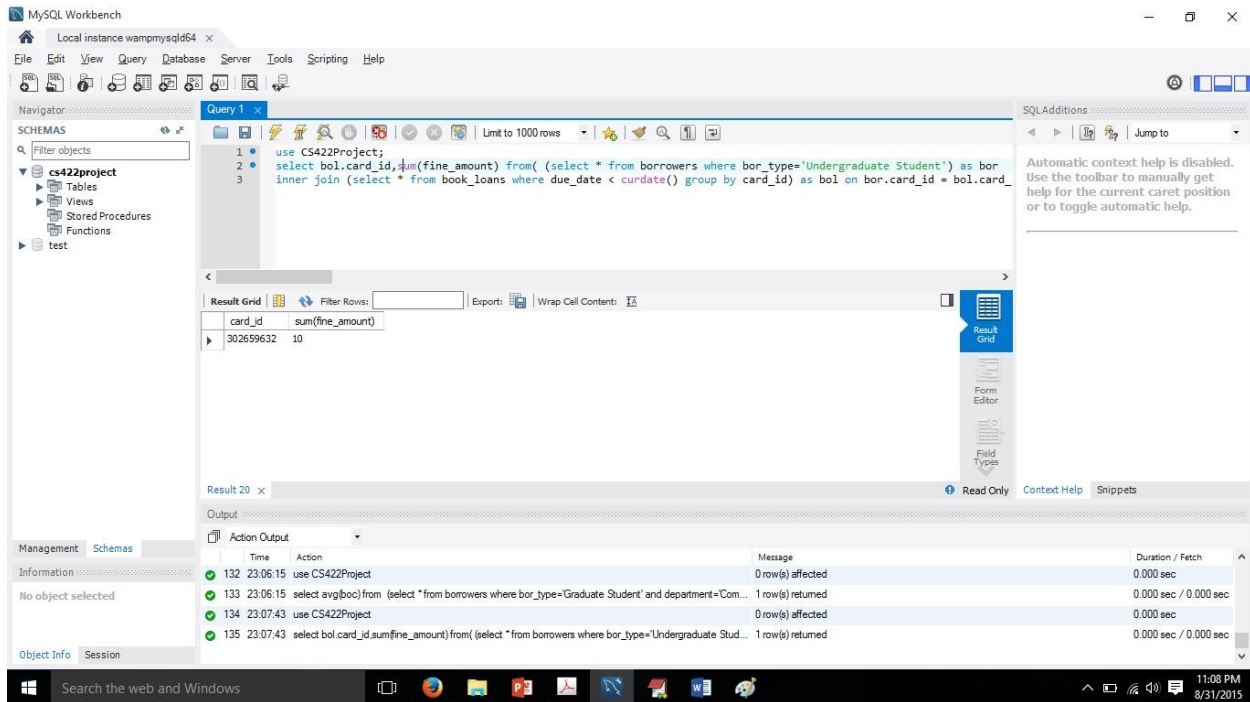 MySQL Workbench
Local instance wampmysqld64
File Edit View Query Database Server Tools Scripting Help
Navigator
SCHEMAS
Filter objects
cs422project
Tables
Views
Stored Procedures
Functions
test
Management Schemas
Information
No object selected
Object Info Session
Query 1
Limit to 1000 rows
1 use CS422Project;
2 select bol.card_id,sum(fine_amount) from( (select * from borrowers where bor_type='Undergraduate Student') as bor
3 inner join (select * from book_loans where due_date < curdate() group by card_id) as bol on bor.card_id = bol.card_
Result Grid Filter Rows: Export: Wrap Cell Content:
card_id sum(fine_amount)
302659632 10
Result Grid
Form Editor
Field Types
Result 20
Read Only
SQLAdditions
Jump to
Automatic context help is disabled.
Use the toolbar to manually get
help for the current caret position
or to toggle automatic help.
Context Help Snippets
Output
Action Output
Time Action Message Duration / Fetch
132 23:06:15 use CS422Project 0 row(s) affected 0.000 sec
133 23:06:15 select avg(boc) from (select * from borrowers where bor_type='Graduate Student' and department='Com... 1 row(s) returned 0.000 sec / 0.000 sec
134 23:07:43 use CS422Project 0 row(s) affected 0.000 sec
135 23:07:43 select bol.card_id,sum(fine_amount) from( (select * from borrowers where bor_type='Undergraduate Stud... 1 row(s) returned 0.000 sec / 0.000 sec
Search the web and Windows
11:08 PM
8/31/2015